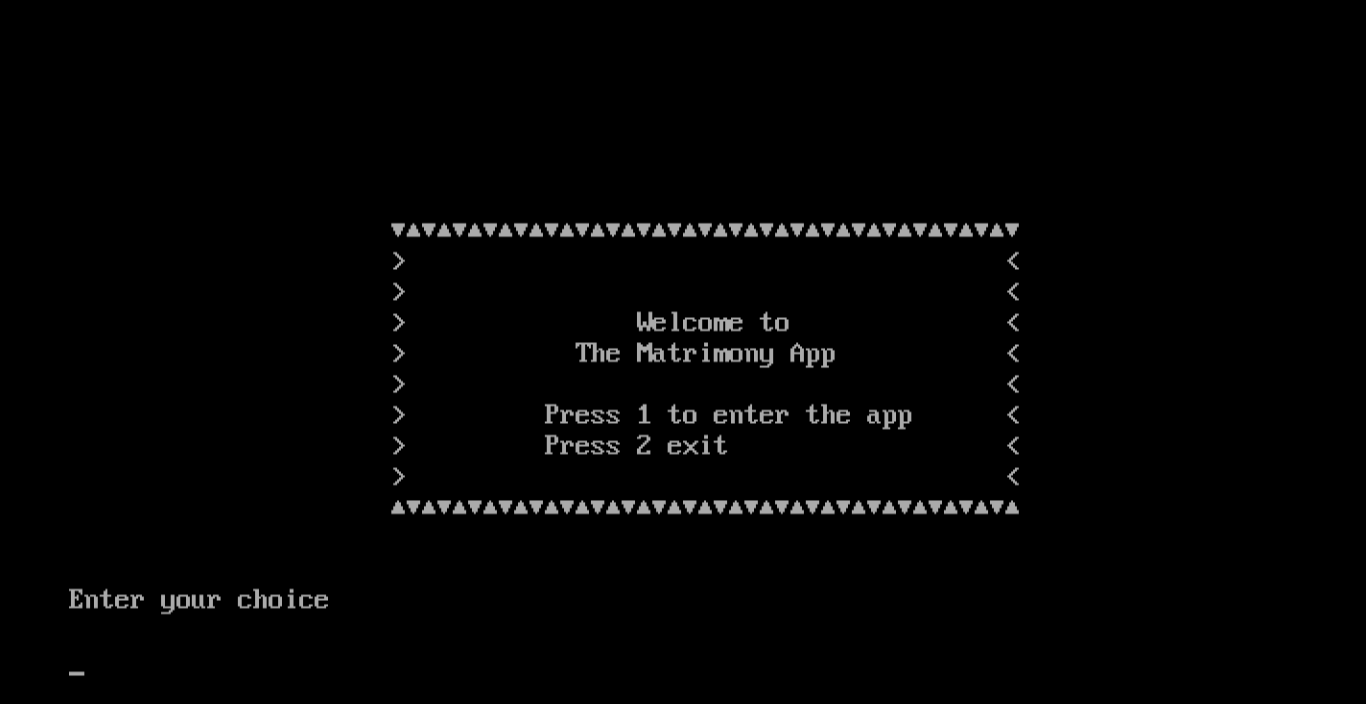 Welcome to
The Matrimony App
Press 1 to enter the app
Press 2 exit
Enter your choice